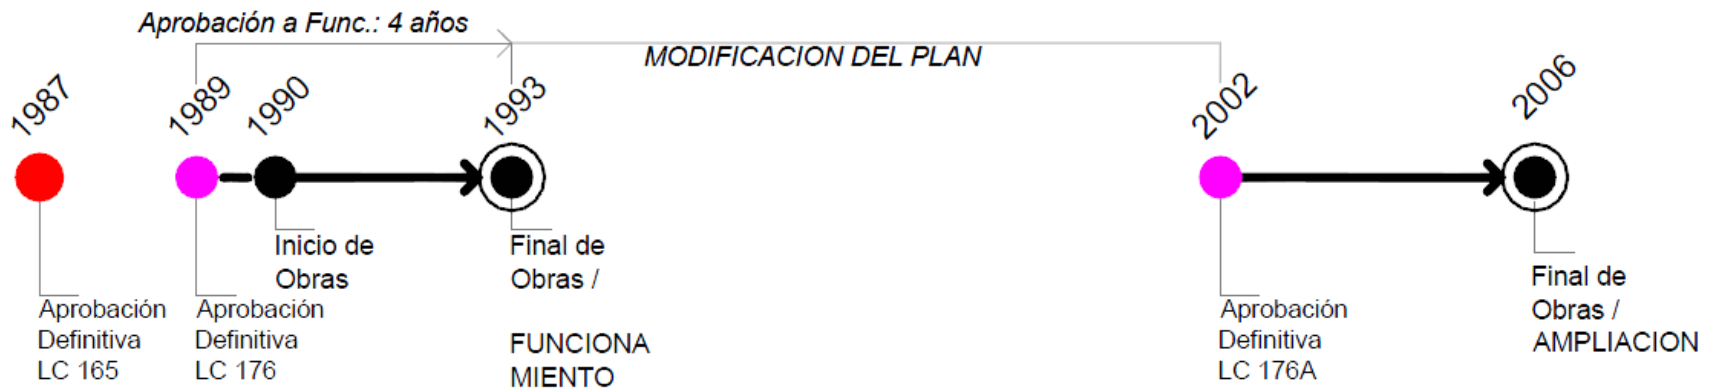 Aprobación a Func.: 4 años
MODIFICACION DEL PLAN
1987
1989
1990
1993
2002
2006
Aprobación
Definitiva
LC 165
Aprobación
Definitiva
LC 176
Inicio de
Obras
Final de
Obras /
FUNCIONA
MIENTO
Aprobación
Definitiva
LC 176A
Final de
Obras /
AMPLIACION